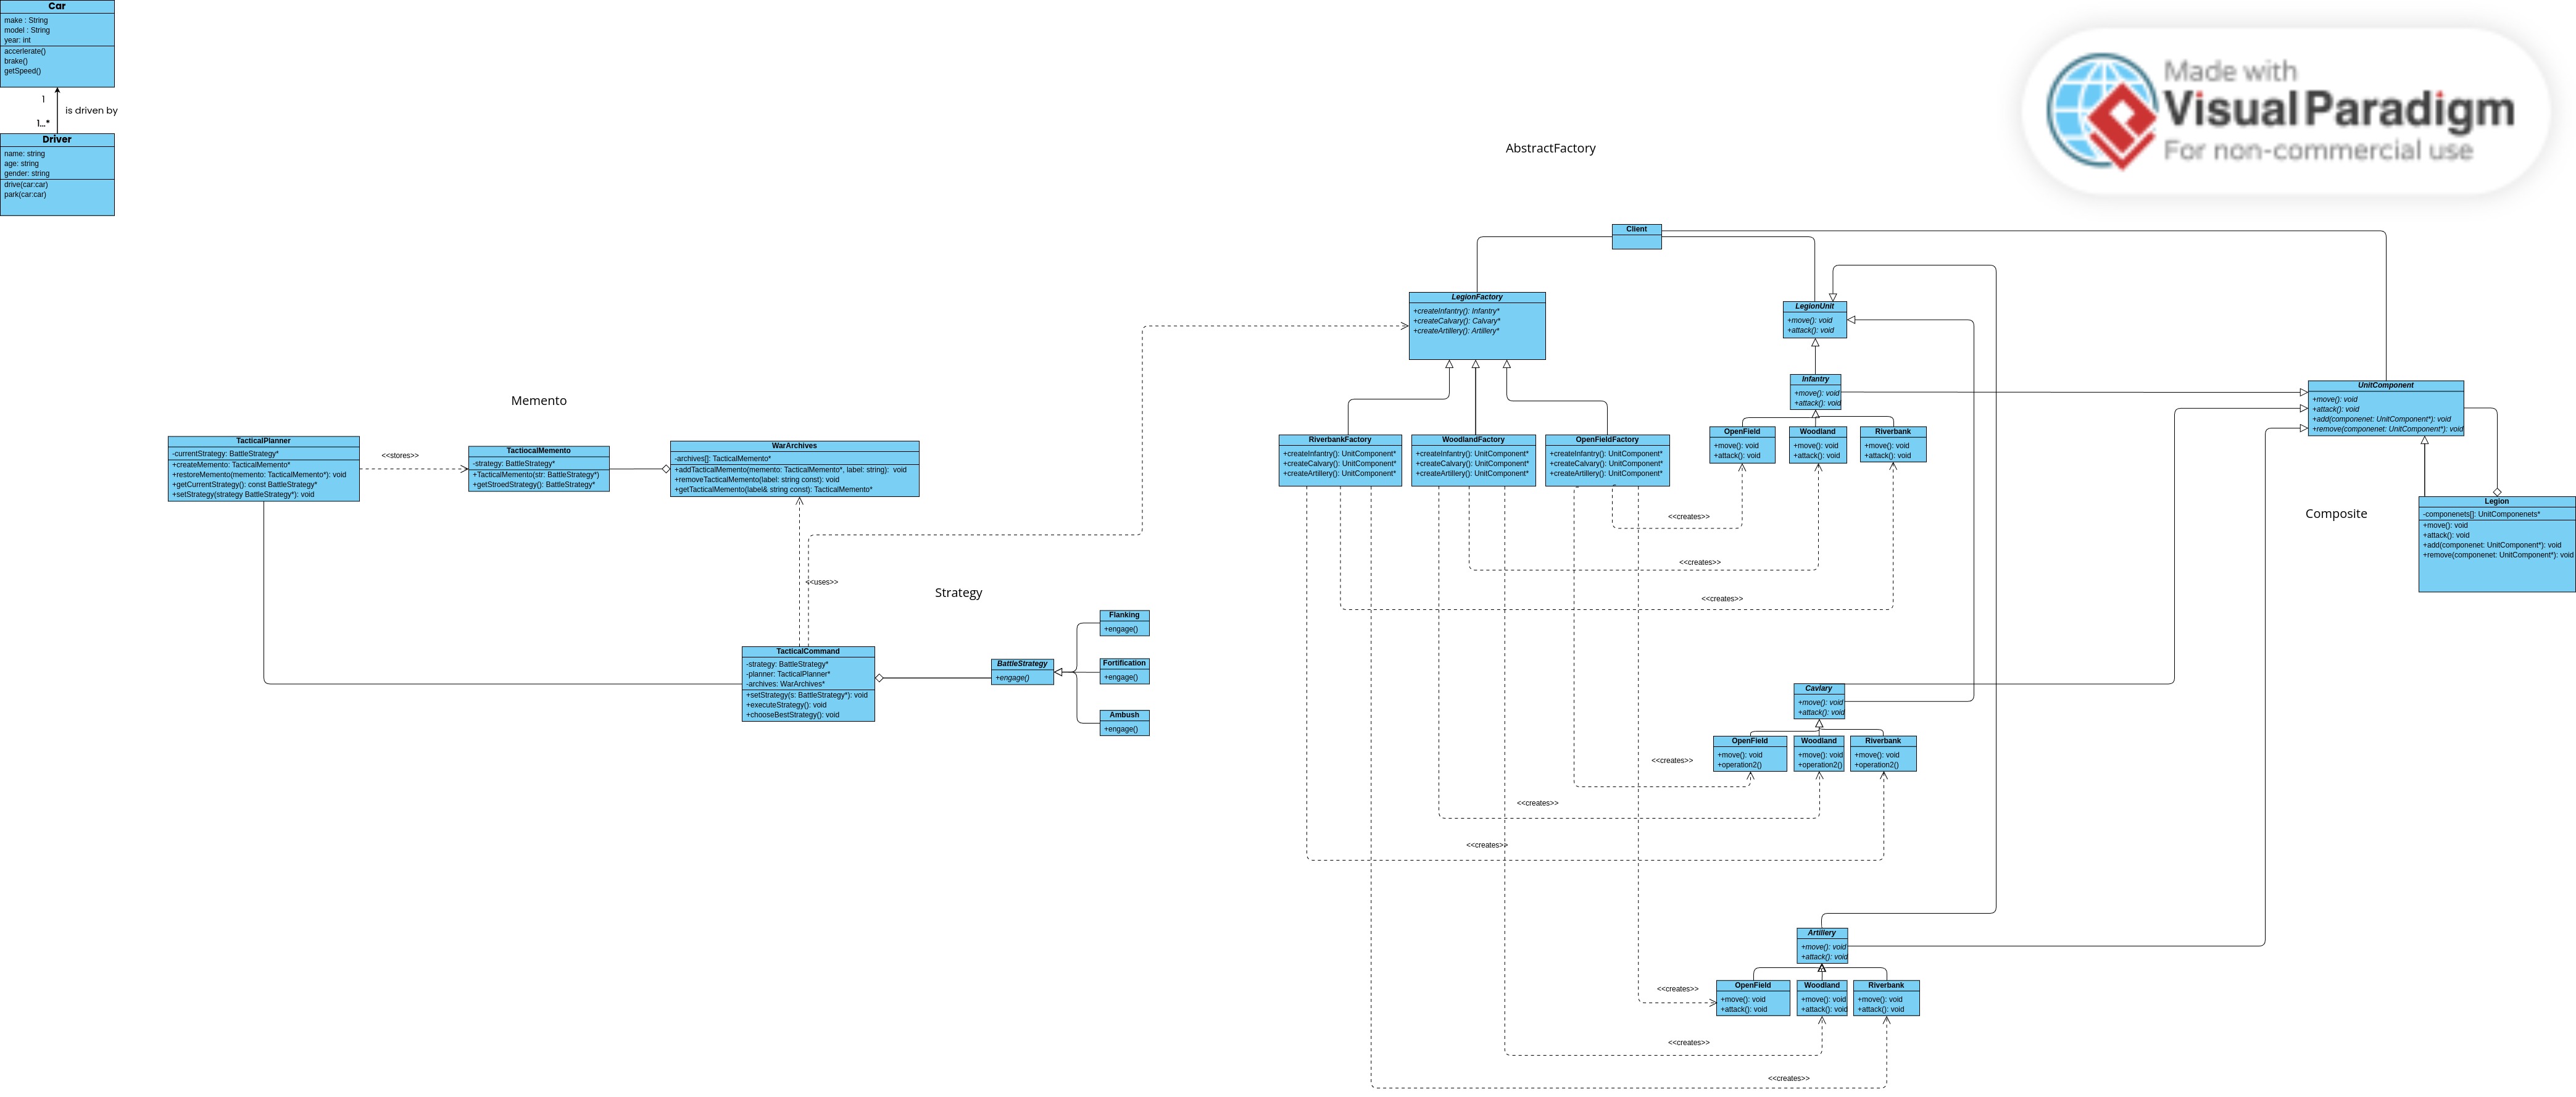 Car
make : String
model : String
year: int
accerlerate()
brake()
getSpeed()
1
is driven by
1...*
Driver
name: string
age: string
gender: string
drive(car:car)
park(car:car)
Made with
Visual Paradigm
For non-commercial use
AbstractFactory
Client
LegionFactory
+createInfantry(): Infantry*
+createCalvary(): Calvary*
+createArtillery(): Artillery*
LegionUnit
+move(): void
+attack(): void
Infantry
+move(): void
+attack(): void
UnitComponent
+move(): void
+attack(): void
+add(componenet: UnitComponent*): void
+remove(componenet: UnitComponent*): void
Memento
TacticalPlanner
-currentStrategy: BattleStrategy*
+createMemento: TacticalMemento*
+restoreMemento(memento: TacticalMemento*): void
+getCurrentStrategy(): const BattleStrategy*
+setStrategy(strategy BattleStrategy*): void
<<stores>>
TactiocalMemento
-strategy: BattleStrategy*
+TacticalMemento(str: BattleStrategy*)
+getStroedStrategy(): BattleStrategy*
WarArchives
-archives[]: TacticalMemento*
+addTacticalMemento(memento: TacticalMemento*, label: string): void
+removeTacticalMemento(label: string const): void
+getTacticalMemento(label& string const): TacticalMemento*
RiverbankFactory
+createInfantry(): UnitComponent*
+createCalvary(): UnitComponent*
+createArtillery(): UnitComponent*
WoodlandFactory
+createInfantry(): UnitComponent*
+createCalvary(): UnitComponent*
+createArtillery(): UnitComponent*
OpenFieldFactory
+createInfantry(): UnitComponent*
+createCalvary(): UnitComponent*
+createArtillery(): UnitComponent*
OpenField
+move(): void
+attack(): void
Woodland
+move(): void
+attack(): void
Riverbank
+move(): void
+attack(): void
<<creates>>
<<creates>>
<<creates>>
Composite
Legion
-componenets[]: UnitComponenets*
+move(): void
+attack(): void
+add(componenet: UnitComponent*): void
+remove(componenet: UnitComponent*): void
<<uses>>
Strategy
TacticalCommand
-strategy: BattleStrategy*
-planner: TacticalPlanner*
-archives: WarArchives*
+setStrategy(s: BattleStrategy*): void
+executeStrategy(): void
+chooseBestStrategy(): void
BattleStrategy
+engage()
Flanking
+engage()
Fortification
+engage()
Ambush
+engage()
Cavlary
+move(): void
+attack(): void
OpenField
+move(): void
+operation2()
Woodland
+move(): void
+operation2()
Riverbank
+move(): void
+operation2()
<<creates>>
<<creates>>
<<creates>>
Artillery
+move(): void
+attack(): void
OpenField
+move(): void
+attack(): void
Woodland
+move(): void
+attack(): void
Riverbank
+move(): void
+attack(): void
<<creates>>
<<creates>>
<<creates>>